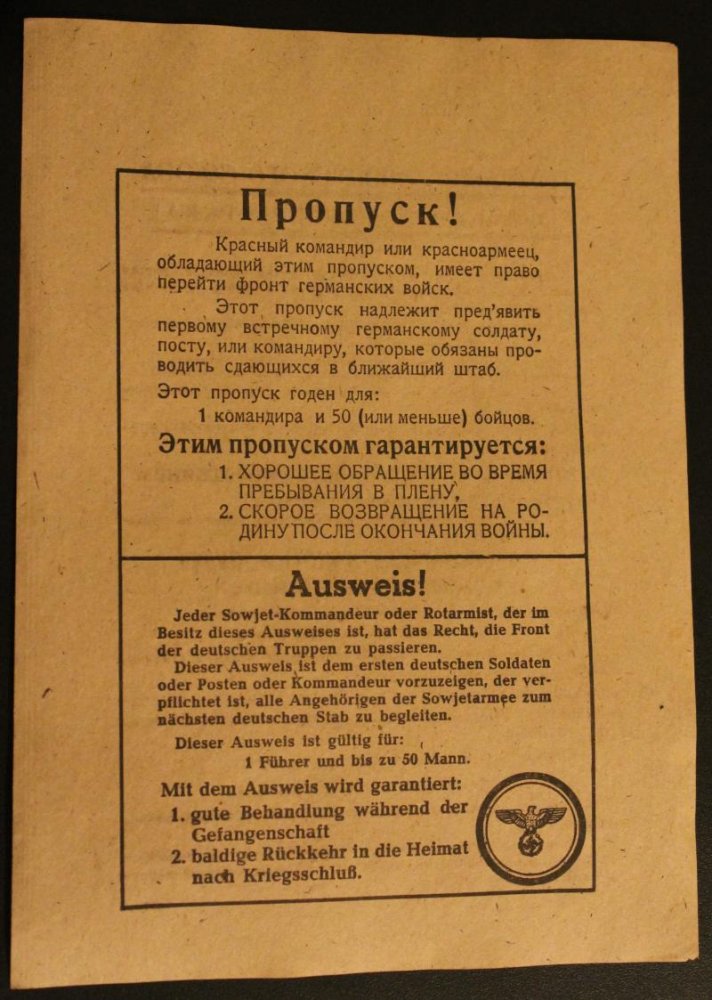 Пропуск!
Красный командир или красноармеец,
обладающий этим пропуском, имеет право
перейти фронт германских войск.
Этот пропуск надлежит пред'явить
первому встречному германскому солдату,
посту, или командиру, которые обязаны про-
водить сдающихся в ближайший штаб.
Этот пропуск годен для:
1 командира и 50 (или меньше) бойцов.
Этим пропуском гарантируется:
1. ХОРОШЕЕ ОБРАЩЕНИЕ ВО ВРЕМЯ
ПРЕБЫВАНИЯ В ПЛЕНУ,
2. СКОРОЕ ВОЗВРАЩЕНИЕ НА РО-
ДИНУ ПОСЛЕ ОКОНЧАНИЯ ВОЙНЫ.
Ausweis!
Jeder Sowjet-Kommandeur oder Rotarmist, der im
Besitz dieses Ausweises ist, hat das Recht, die Front
der deutschen Truppen zu passieren.
Dieser Ausweis ist dem ersten deutschen Soldaten
oder Posten oder Kommandeur vorzuzeigen, der ver-
pflichtet ist, alle Angehörigen der Sowjetarmee zum
nächsten deutschen Stab zu begleiten.
Dieser Ausweis ist gültig für:
1 Führer und bis zu 50 Mann.
Mit dem Ausweis wird garantiert:
1. gute Behandlung während der
Gefangenschaft
2. baldige Rückkehr in die Heimat
nach Kriegsschluß.